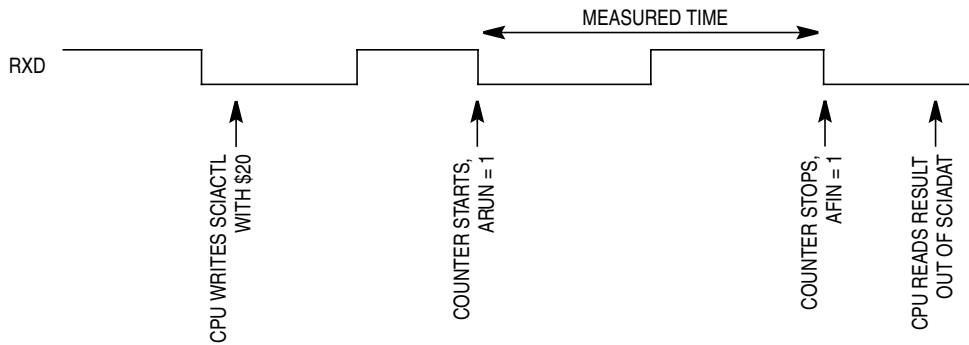 MEASURED TIME
RXD
CPU WRITES SCIACTL
WITH $20
COUNTER STARTS,
ARUN = 1
COUNTER STOPS,
AFIN = 1
CPU READS RESULT
OUT OF SCIADAT